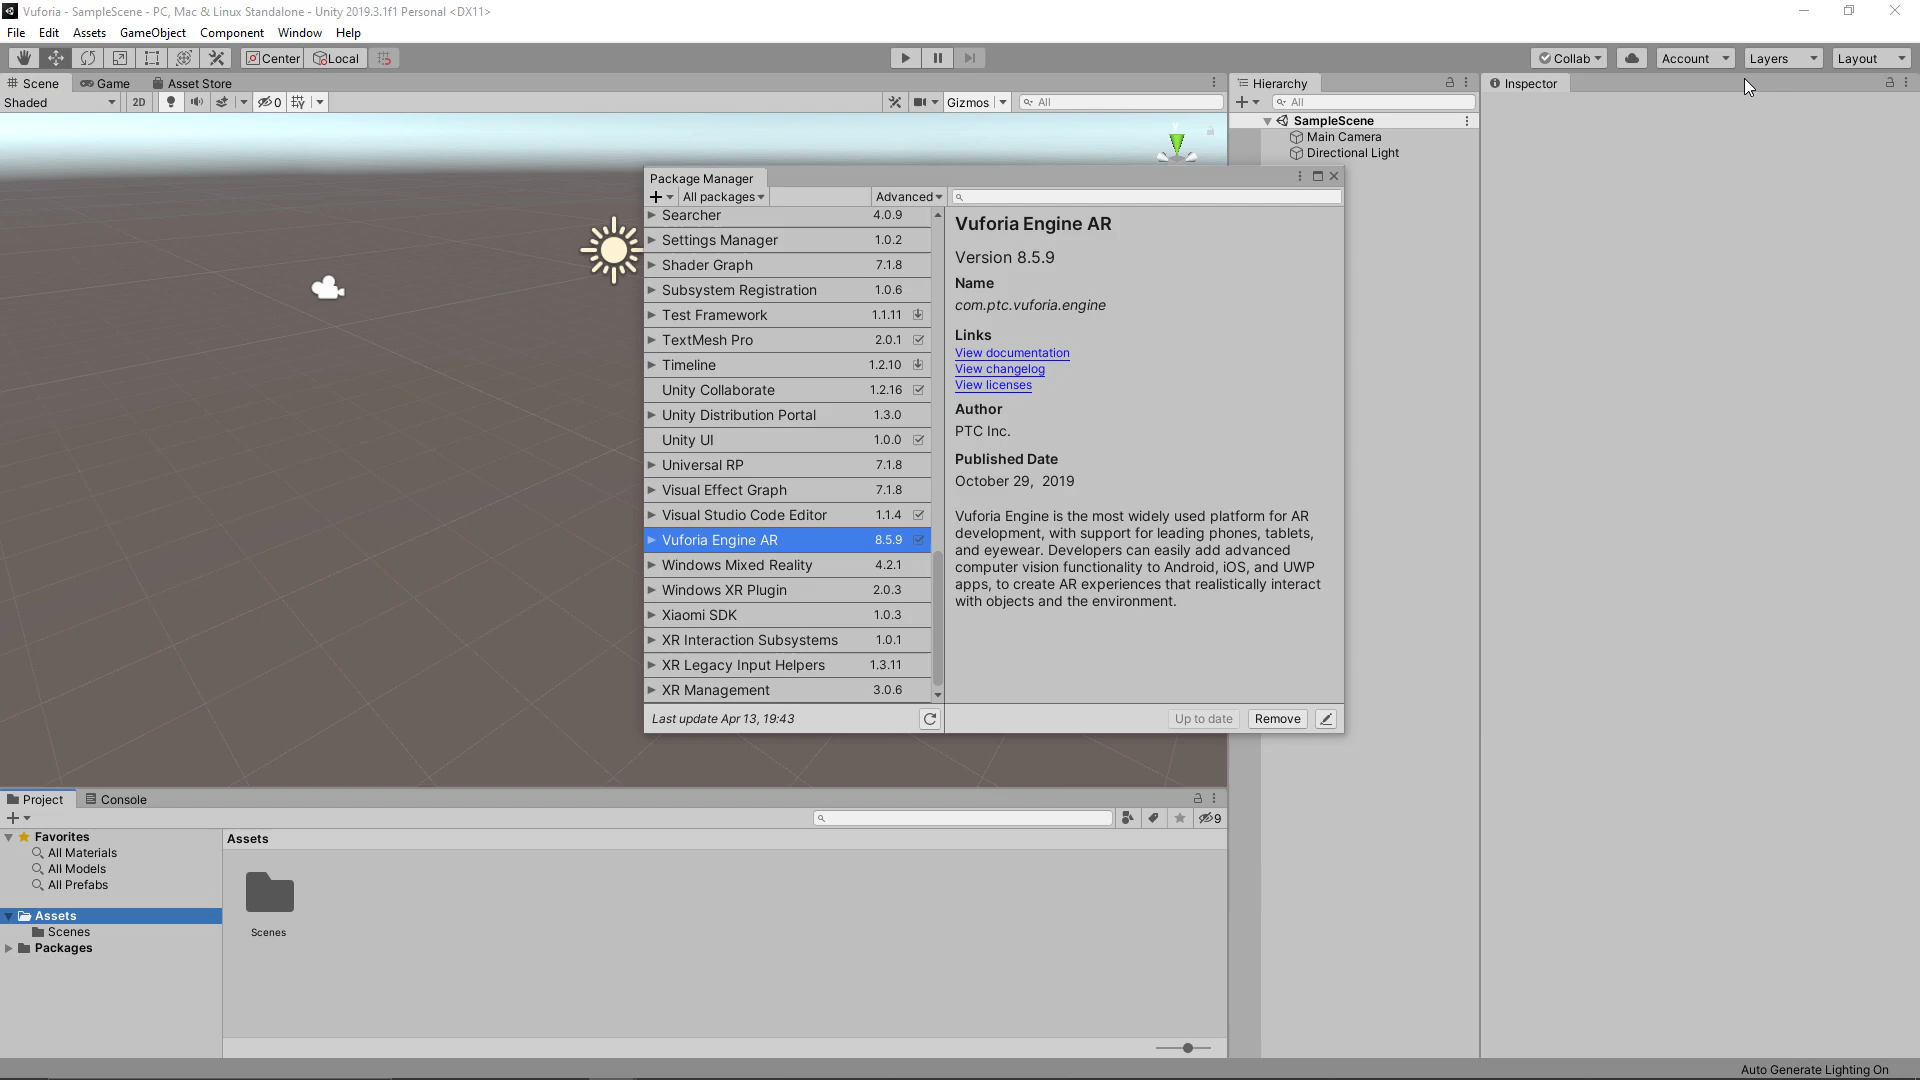 Vuforia - SampleScene - PC, Mac & Linux Standalone - Unity 2019.3.1f1 Personal <DX11>
File Edit Assets GameObject Component Window Help
Center Local
Collab Account Layers Layout
Scene Game Asset Store
Shaded 2D 0 Gizmos All
Hierarchy
All
SampleScene
Main Camera
Directional Light
Inspector
Package Manager
All packages Advanced
Searcher 4.0.9
Settings Manager 1.0.2
Shader Graph 7.1.8
Subsystem Registration 1.0.6
Test Framework 1.1.11
TextMesh Pro 2.0.1
Timeline 1.2.10
Unity Collaborate 1.2.16
Unity Distribution Portal 1.3.0
Unity UI 1.0.0
Universal RP 7.1.8
Visual Effect Graph 7.1.8
Visual Studio Code Editor 1.1.4
Vuforia Engine AR 8.5.9
Windows Mixed Reality 4.2.1
Windows XR Plugin 2.0.3
Xiaomi SDK 1.0.3
XR Interaction Subsystems 1.0.1
XR Legacy Input Helpers 1.3.11
XR Management 3.0.6
Last update Apr 13, 19:43
Vuforia Engine AR
Version 8.5.9
Name
com.ptc.vuforia.engine
Links
View documentation
View changelog
View licenses
Author
PTC Inc.
Published Date
October 29, 2019
Vuforia Engine is the most widely used platform for AR
development, with support for leading phones, tablets,
and eyewear. Developers can easily add advanced
computer vision functionality to Android, iOS, and UWP
apps, to create AR experiences that realistically interact
with objects and the environment.
Up to date Remove
Project Console
9
Favorites
All Materials
All Models
All Prefabs
Assets
Scenes
Packages
Assets
Scenes
Auto Generate Lighting On